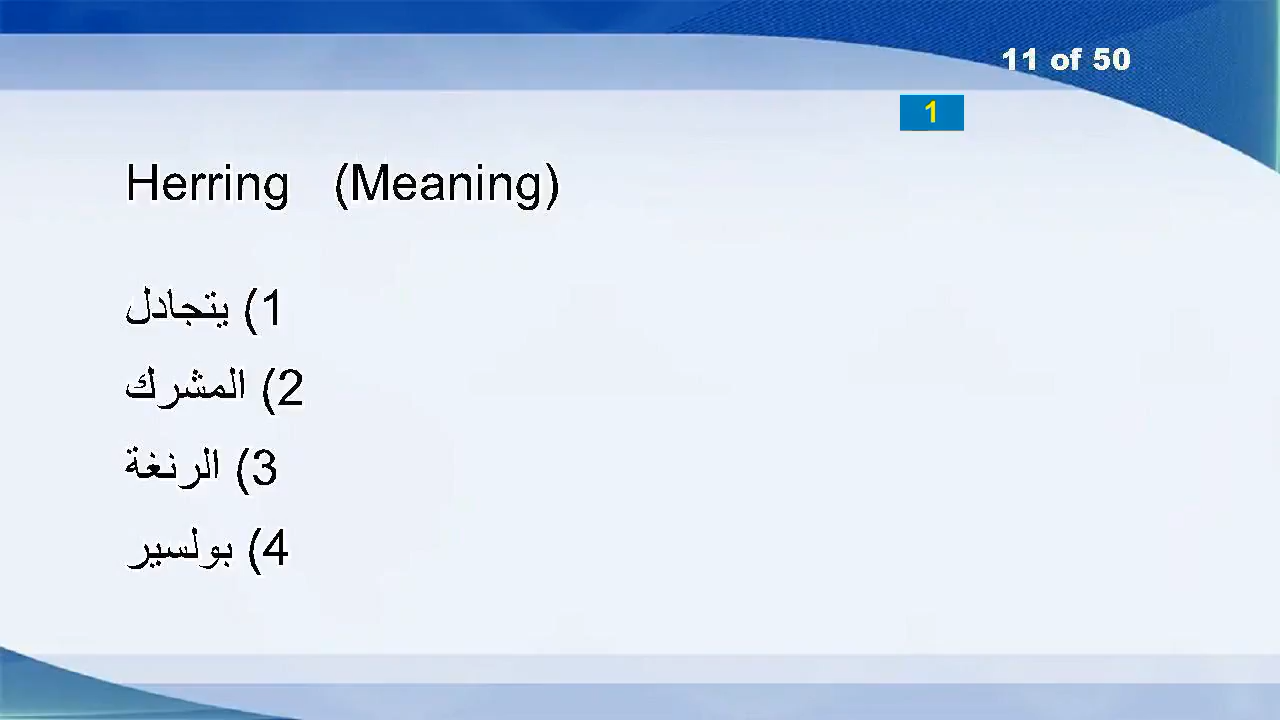 11 of 50
1
Herring (Meaning)
1) يتجادل
2) المشرك
3) الرنغة
4) بولسير